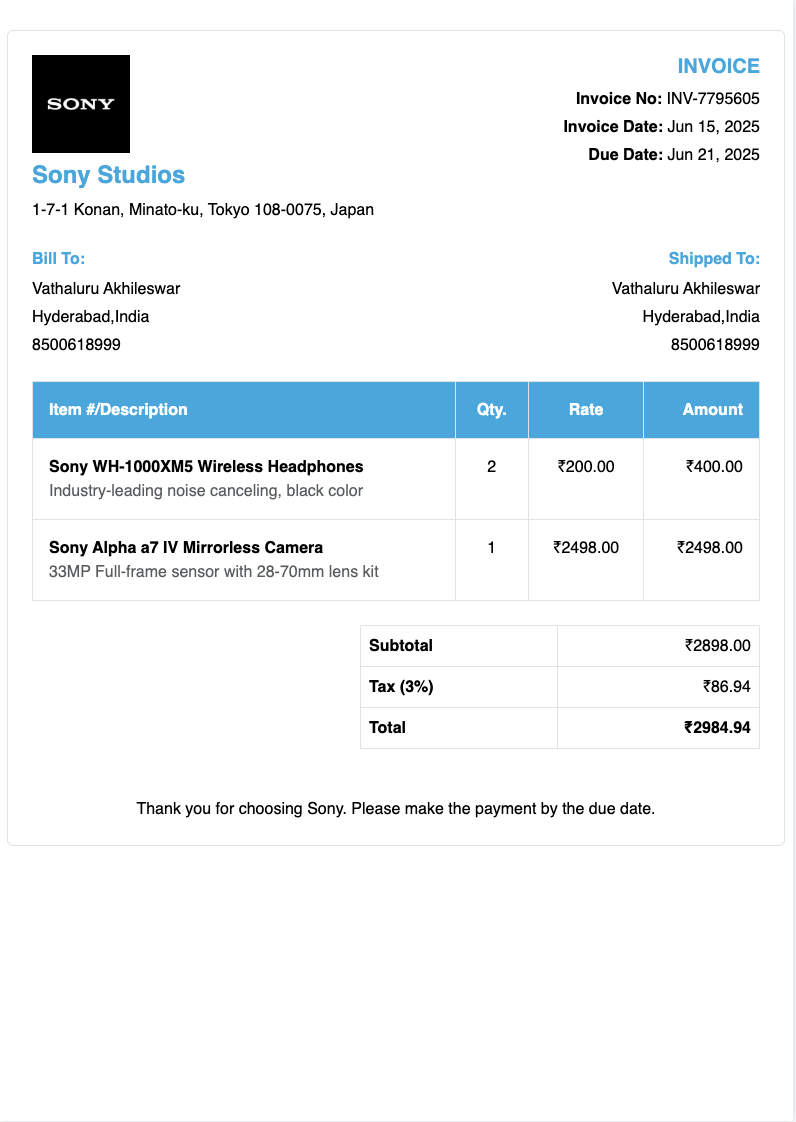 SONY
INVOICE
Invoice No: INV-7795605
Invoice Date: Jun 15, 2025
Due Date: Jun 21, 2025
Sony Studios
1-7-1 Konan, Minato-ku, Tokyo 108-0075, Japan
Bill To:
Vathaluru Akhileswar
Hyderabad,India
8500618999
Shipped To:
Vathaluru Akhileswar
Hyderabad,India
8500618999
Item #/Description Qty. Rate Amount
Sony WH-1000XM5 Wireless Headphones 2 ₹200.00 ₹400.00
Industry-leading noise canceling, black color
Sony Alpha a7 IV Mirrorless Camera 1 ₹2498.00 ₹2498.00
33MP Full-frame sensor with 28-70mm lens kit
Subtotal ₹2898.00
Tax (3%) ₹86.94
Total ₹2984.94
Thank you for choosing Sony. Please make the payment by the due date.